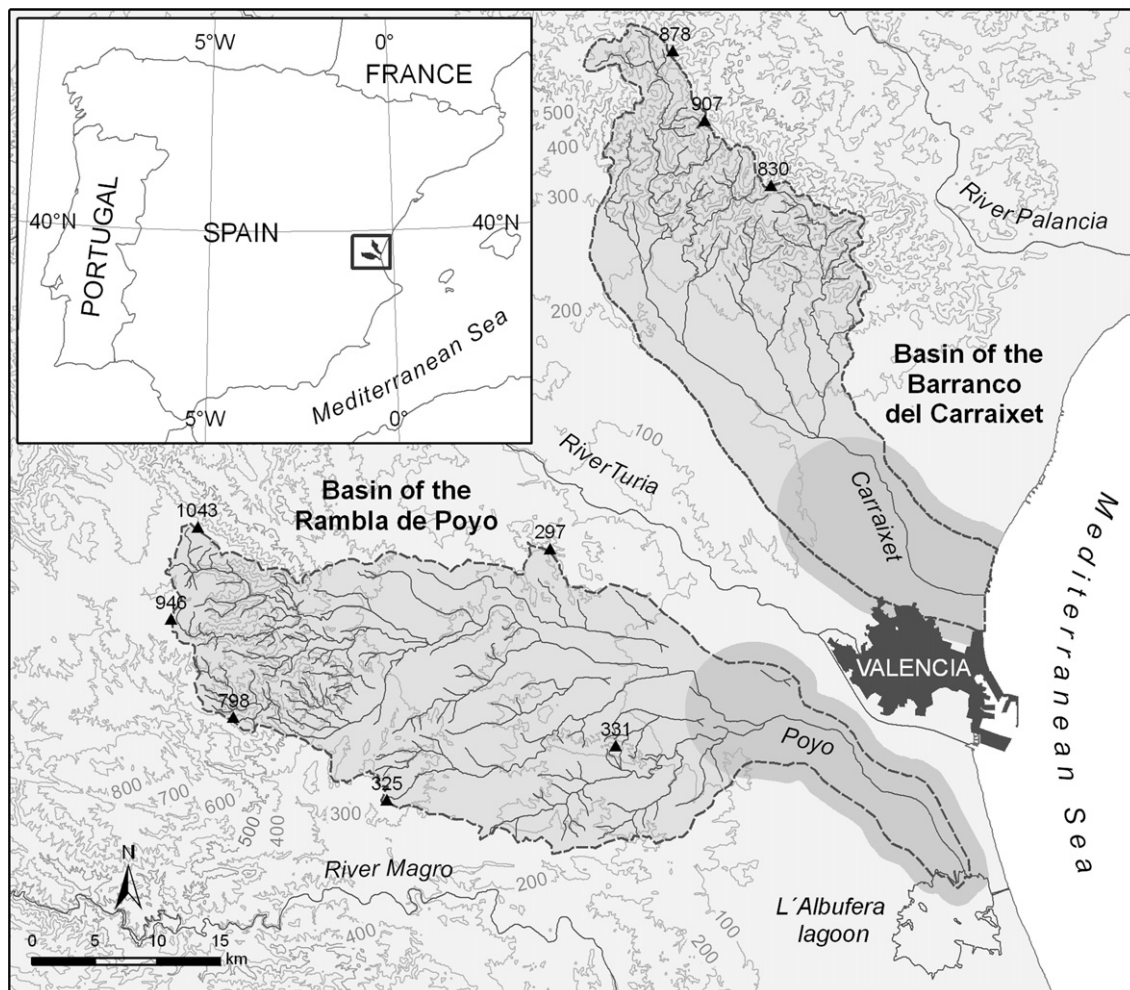 5°W
0°
FRANCE
PORTUGAL
SPAIN
40°N
40°N
Mediterranean Sea
5°W
0°
878
907
830
500
400
300
200
River Palancia
Basin of the
Barranco
del Carraixet
100
River Turia
Carraixet
Basin of the
Rambla de Poyo
1043
297
946
798
331
325
Poyo
VALENCIA
Mediterranean Sea
800
700
600
500
400
300
200
100
200
400
River Magro
L´Albufera
lagoon
N
0 5 10 15
km